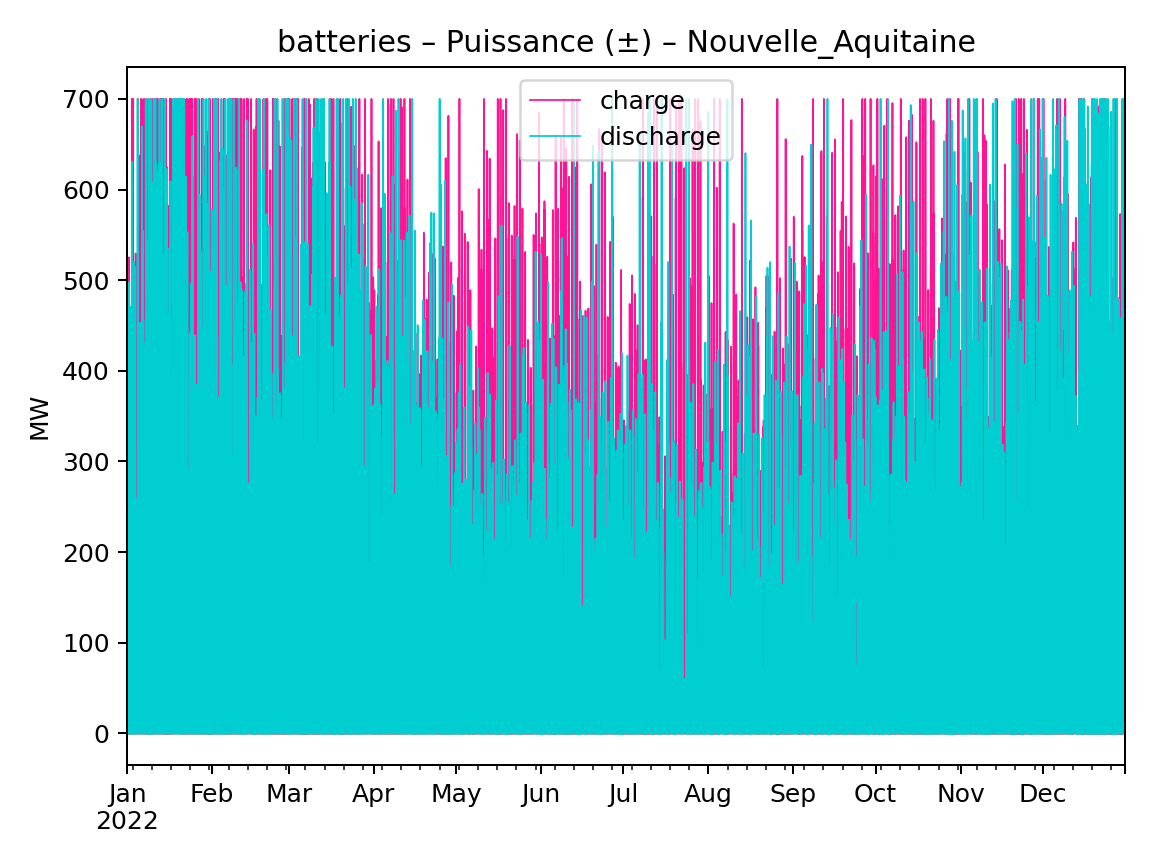 batteries – Puissance (±) – Nouvelle_Aquitaine
charge
discharge
700
600
500
400
300
200
100
0
MW
Jan Feb Mar Apr May Jun Jul Aug Sep Oct Nov Dec
2022